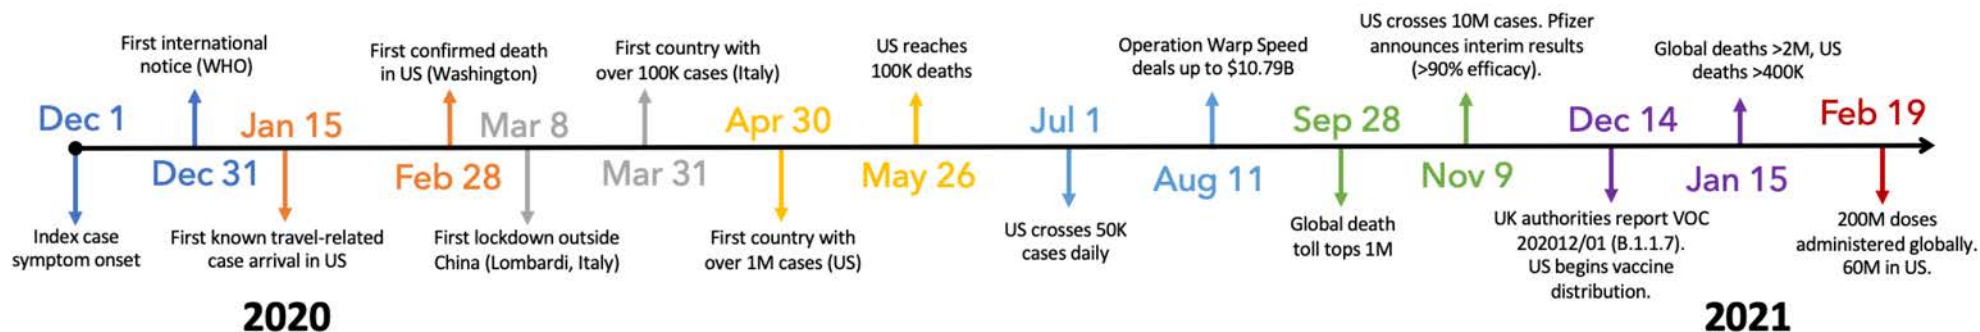 Dec 1
Index case
symptom onset
First international
notice (WHO)
Dec 31
Jan 15
First known travel-related
case arrival in US
First confirmed death
in US (Washington)
Feb 28
Mar 8
First lockdown outside
China (Lombardi, Italy)
First country with
over 100K cases (Italy)
Mar 31
Apr 30
First country with
over 1M cases (US)
US reaches
100K deaths
May 26
Jul 1
US crosses 50K
cases daily
Operation Warp Speed
deals up to $10.79B
Aug 11
Sep 28
Global death
toll tops 1M
US crosses 10M cases. Pfizer
announces interim results
(>90% efficacy).
Nov 9
Dec 14
UK authorities report VOC
202012/01 (B.1.1.7).
US begins vaccine
distribution.
Global deaths >2M, US
deaths >400K
Jan 15
Feb 19
200M doses
administered globally.
60M in US.
2020
2021